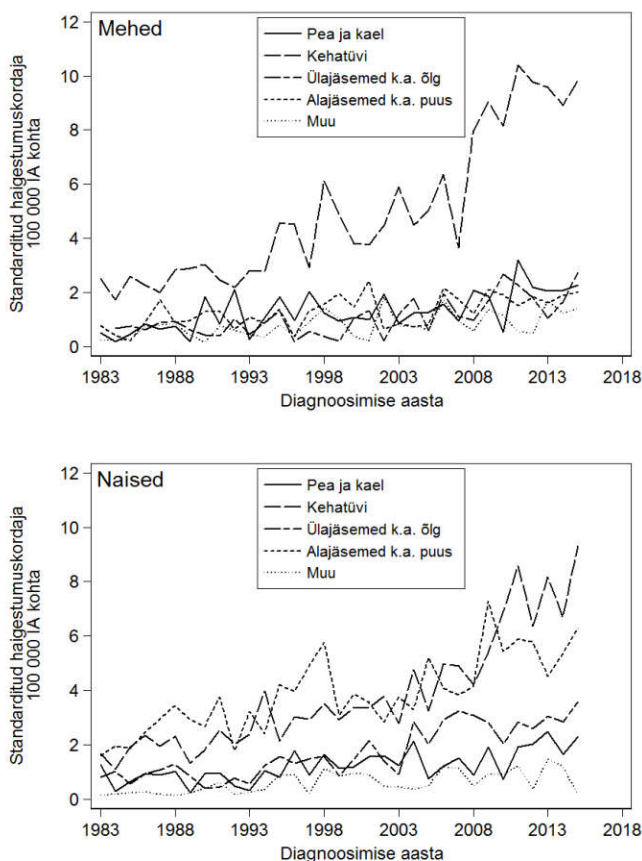 Mehed
Pea ja kael
Kehatüvi
Ülajäsemed k.a. õlg
Alajäsemed k.a. puus
Muu
Standarditud haigestumuskordaja
100 000 IA kohta
12
10
8
6
4
2
0
1983 1988 1993 1998 2003 2008 2013 2018
Diagnoosimise aasta
Naised
Pea ja kael
Kehatüvi
Ülajäsemed k.a. õlg
Alajäsemed k.a. puus
Muu
Standarditud haigestumuskordaja
100 000 IA kohta
12
10
8
6
4
2
0
1983 1988 1993 1998 2003 2008 2013 2018
Diagnoosimise aasta